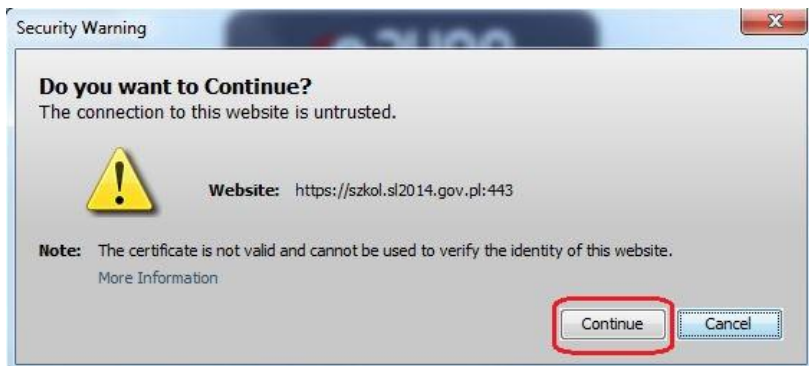 Security Warning
Do you want to Continue?
The connection to this website is untrusted.
Website: https://szkol.sl2014.gov.pl:443
Note: The certificate is not valid and cannot be used to verify the identity of this website.
More Information
Continue Cancel